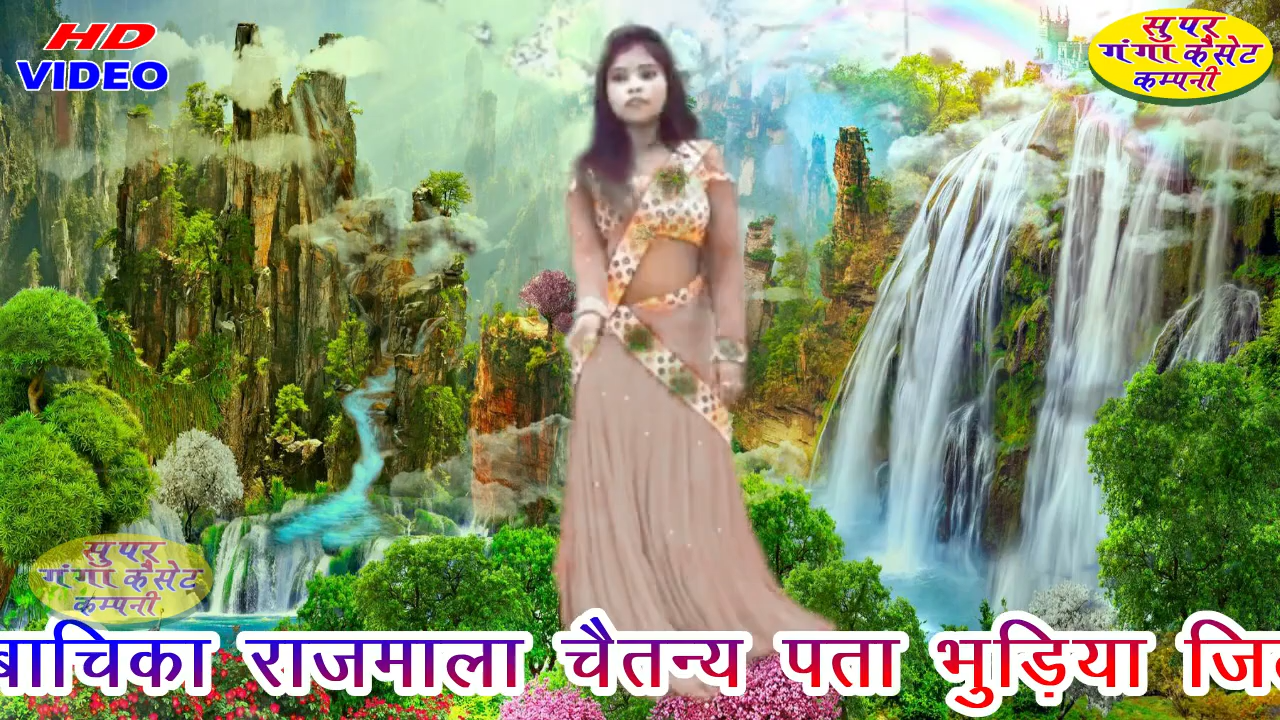 HD
VIDEO
सुपर
गंगा कैसेट
कम्पनी
सुपर
गंगा कैसेट
कम्पनी
बाचिका राजमाला चैतन्य पता भुड़िया